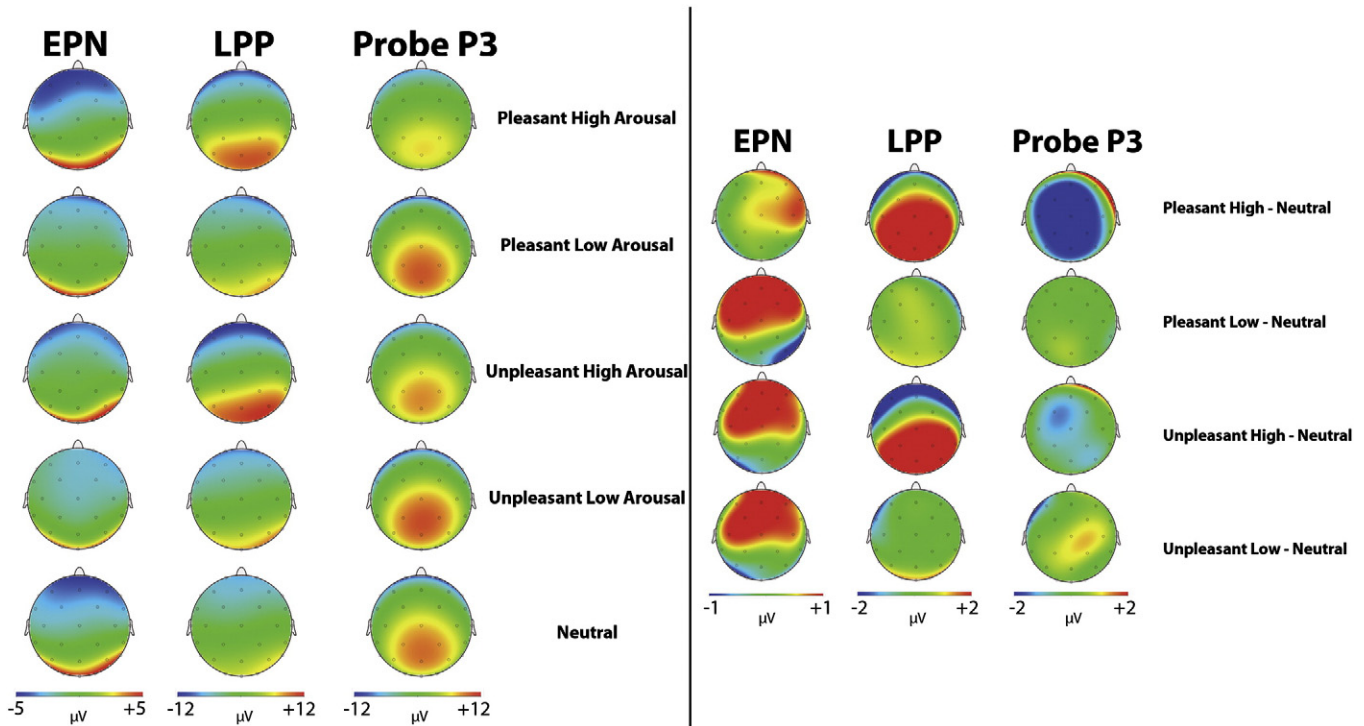 EPN LPP Probe P3
Pleasant High Arousal
Pleasant Low Arousal
Unpleasant High Arousal
Unpleasant Low Arousal
Neutral
-5 +5 -12 +12 -12 +12
µV µV µV
EPN LPP Probe P3
Pleasant High - Neutral
Pleasant Low - Neutral
Unpleasant High - Neutral
Unpleasant Low - Neutral
-1 +1 -2 +2 -2 +2
µV µV µV